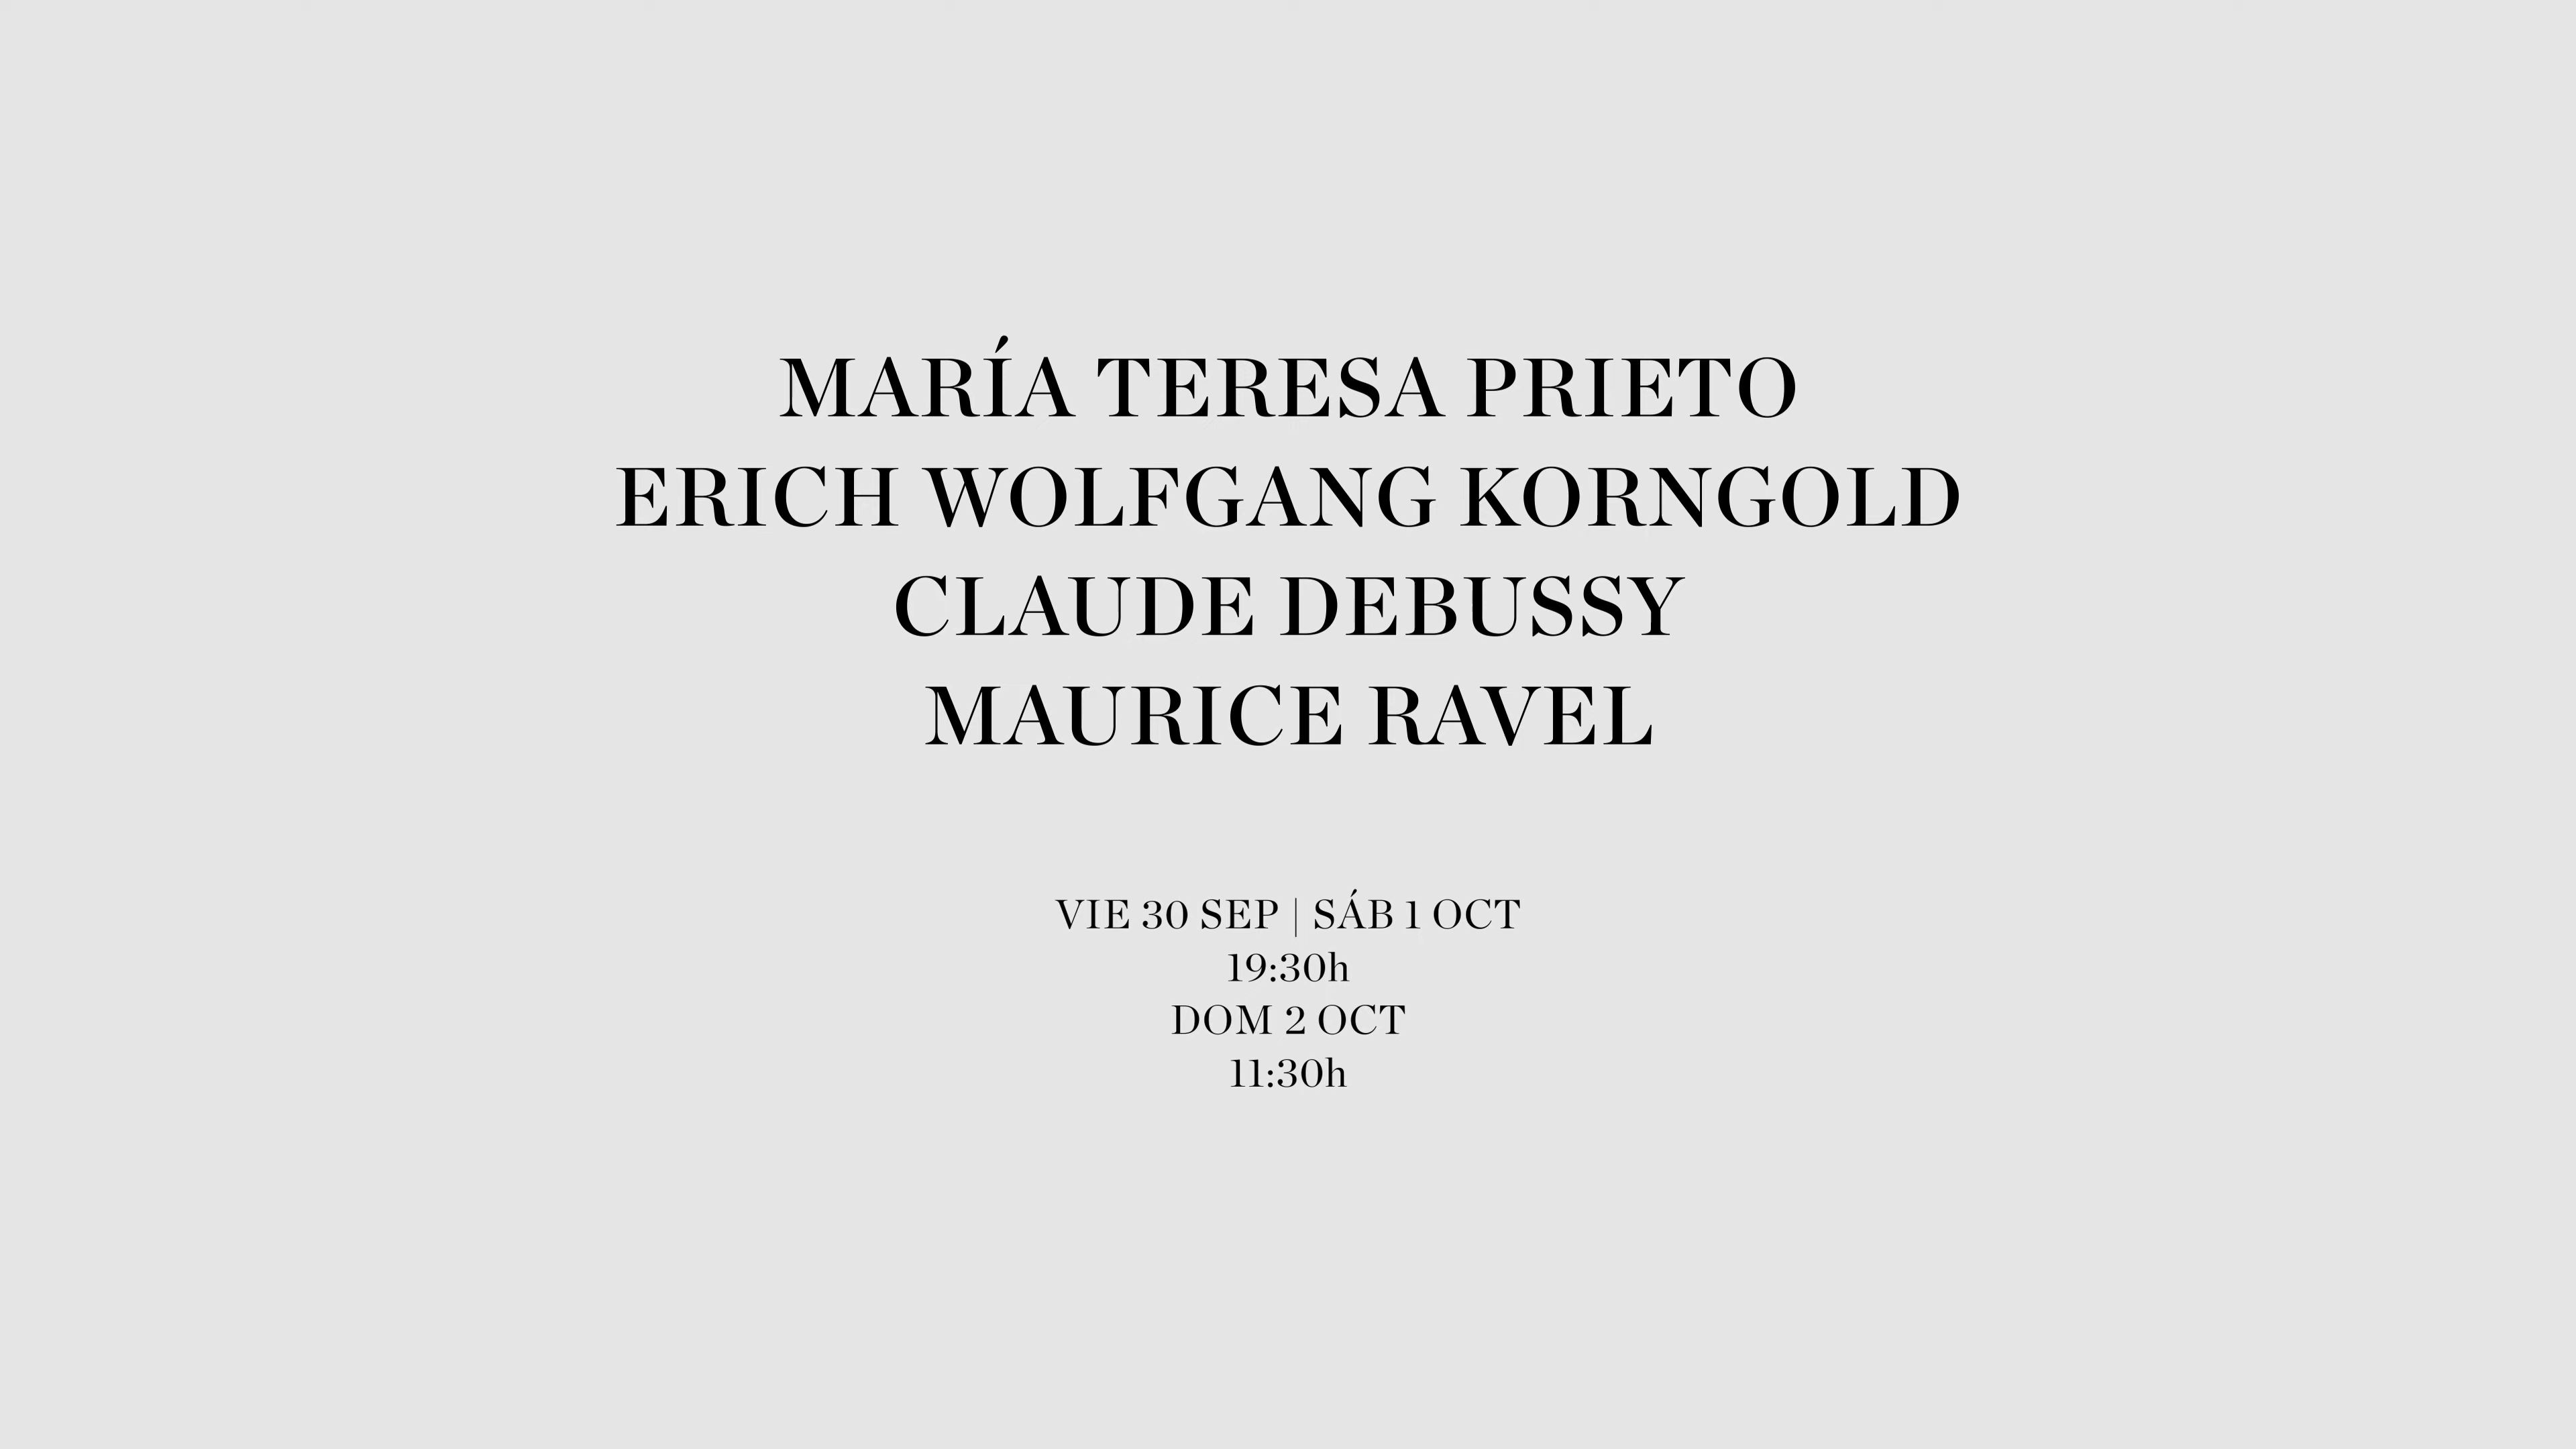 MARÍA TERESA PRIETO
ERICH WOLFGANG KORNGOLD
CLAUDE DEBUSSY
MAURICE RAVEL
VIE 30 SEP | SÁB 1 OCT
19:30h
DOM 2 OCT
11:30h